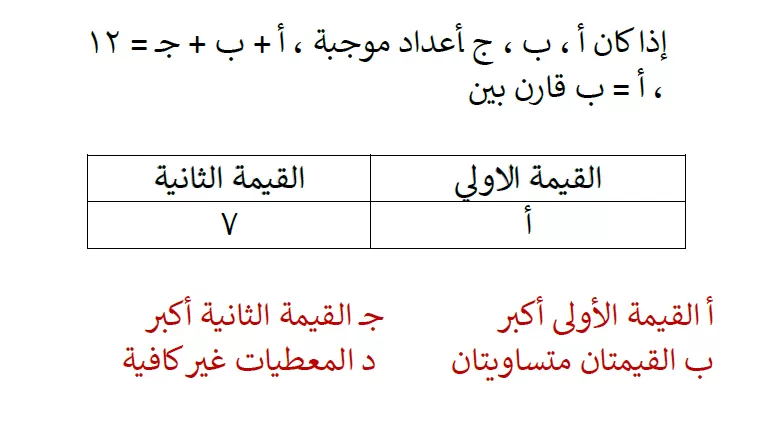 إذا كان أ ، ب ، ج أعداد موجبة ، أ + ب + جـ = ١٢
، أ = ب قارن بين
القيمة الاولي القيمة الثانية
أ ٧
أ القيمة الأولى أكبر جـ القيمة الثانية أكبر
ب القيمتان متساويتان د المعطيات غير كافية